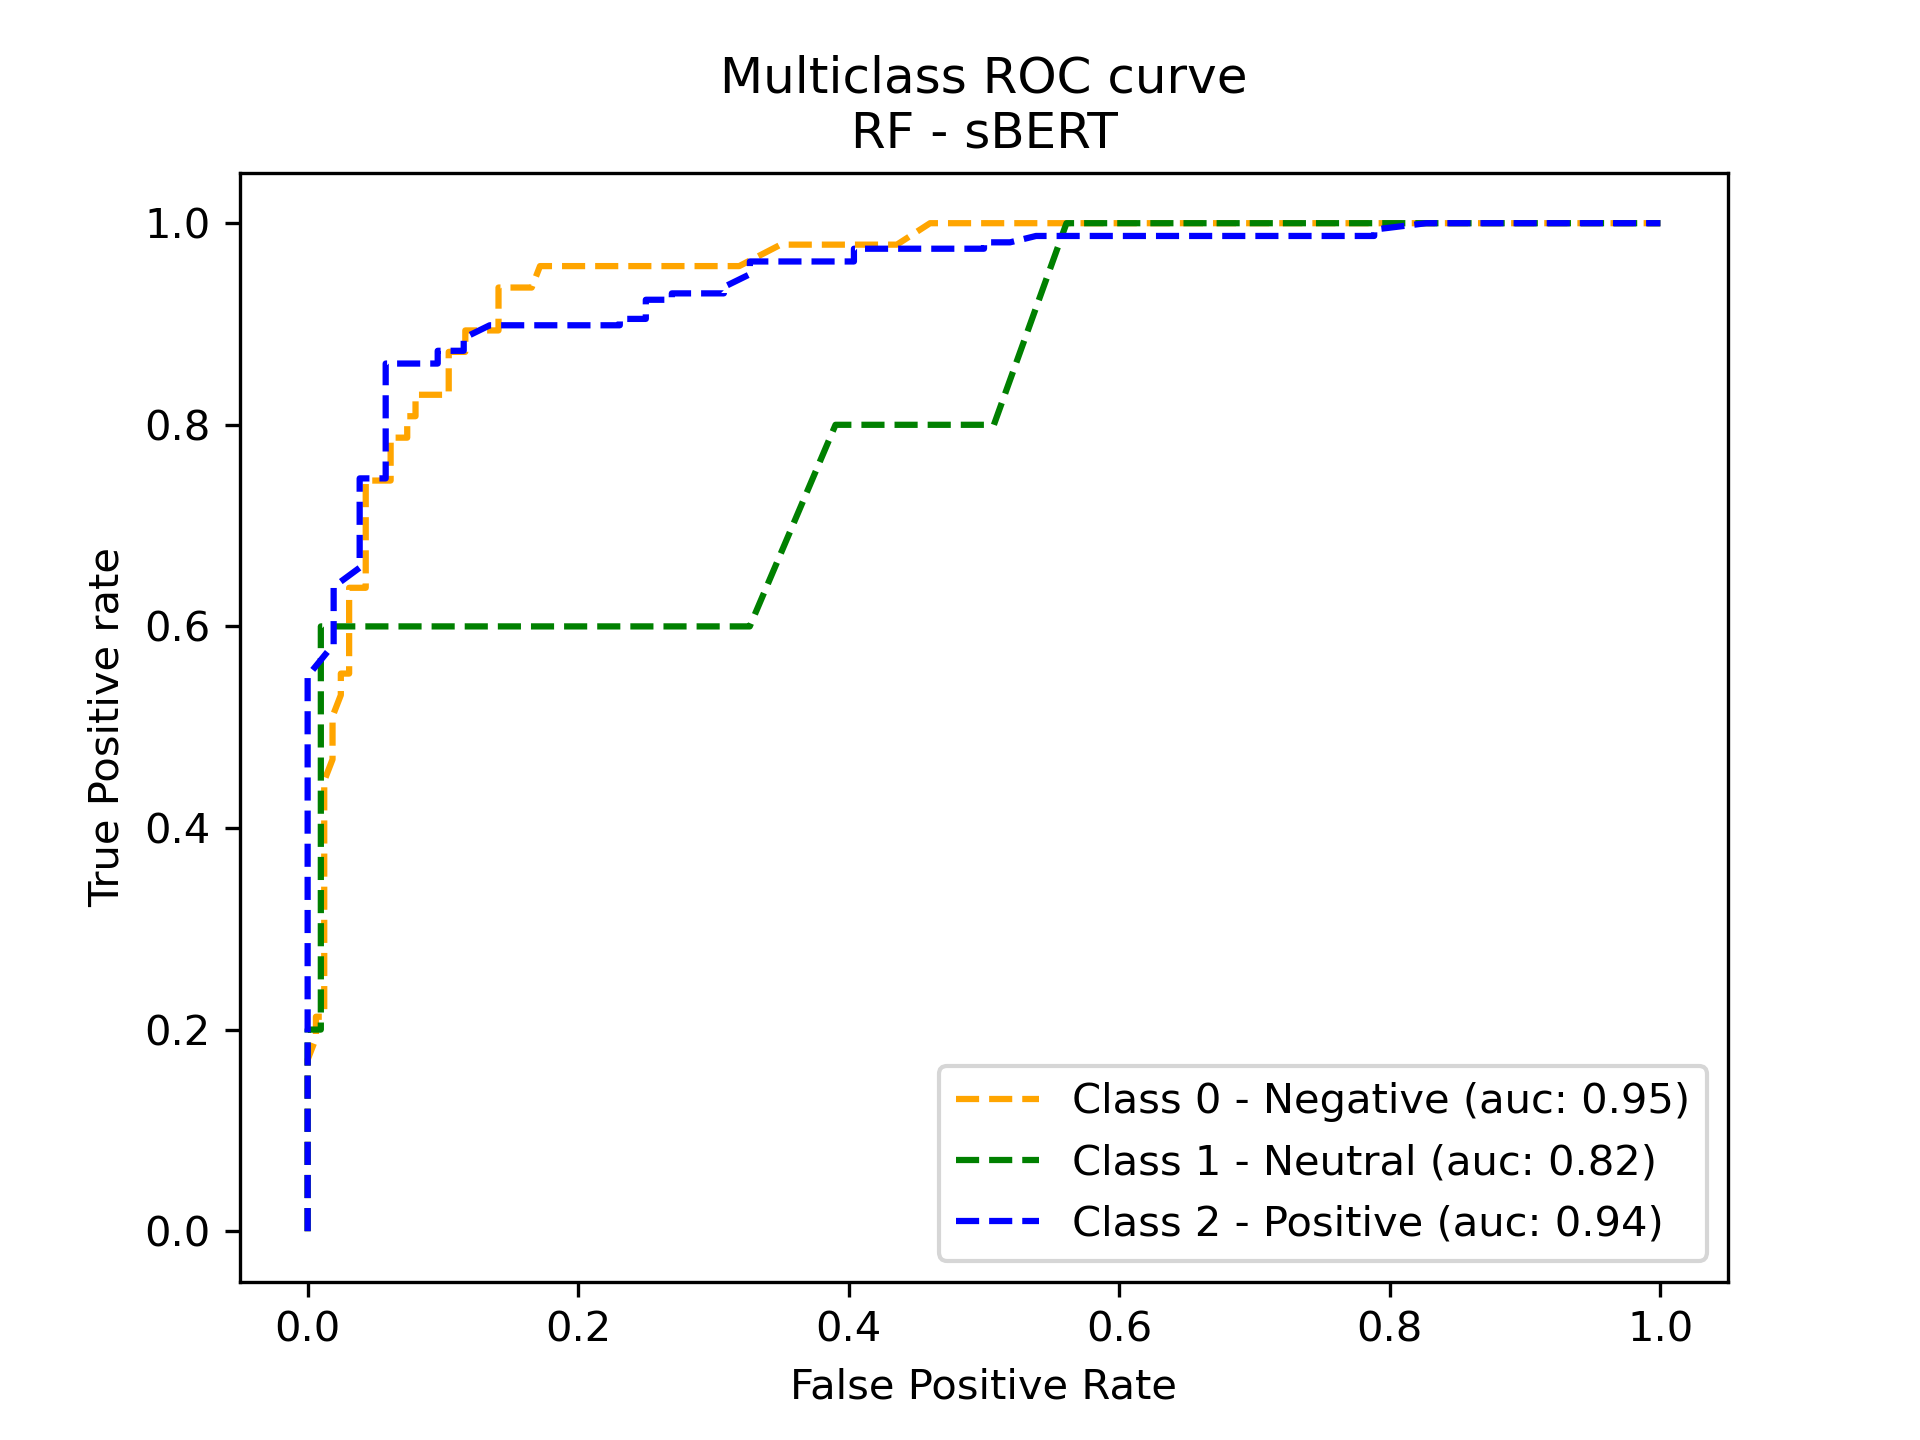 Multiclass ROC curve
RF - sBERT
True Positive rate
1.0
0.8
0.6
0.4
0.2
0.0
Class 0 - Negative (auc: 0.95)
Class 1 - Neutral (auc: 0.82)
Class 2 - Positive (auc: 0.94)
0.0 0.2 0.4 0.6 0.8 1.0
False Positive Rate